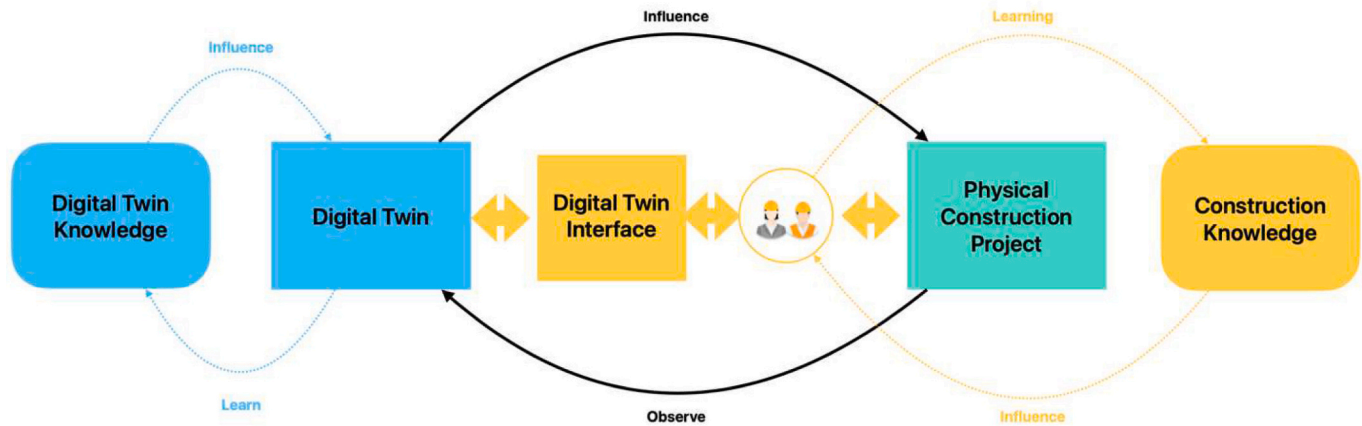 Influence
Learning
Influence
Digital Twin
Knowledge
Digital Twin
Digital Twin
Interface
Physical
Construction
Project
Construction
Knowledge
Learn
Observe
Influence